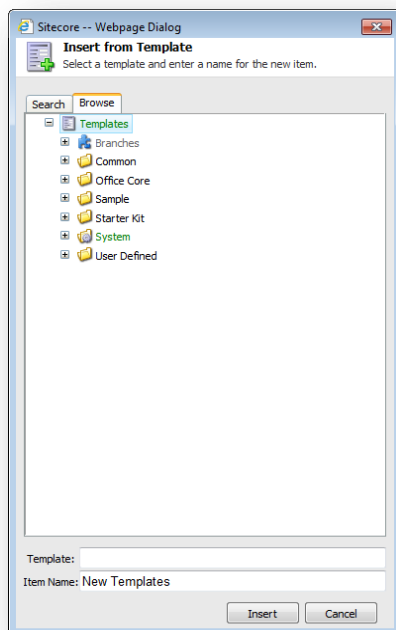 Sitecore -- Webpage Dialog
Insert from Template
Select a template and enter a name for the new item.
Search Browse
Templates
Branches
Common
Office Core
Sample
Starter Kit
System
User Defined
Template:
Item Name: New Templates
Insert Cancel